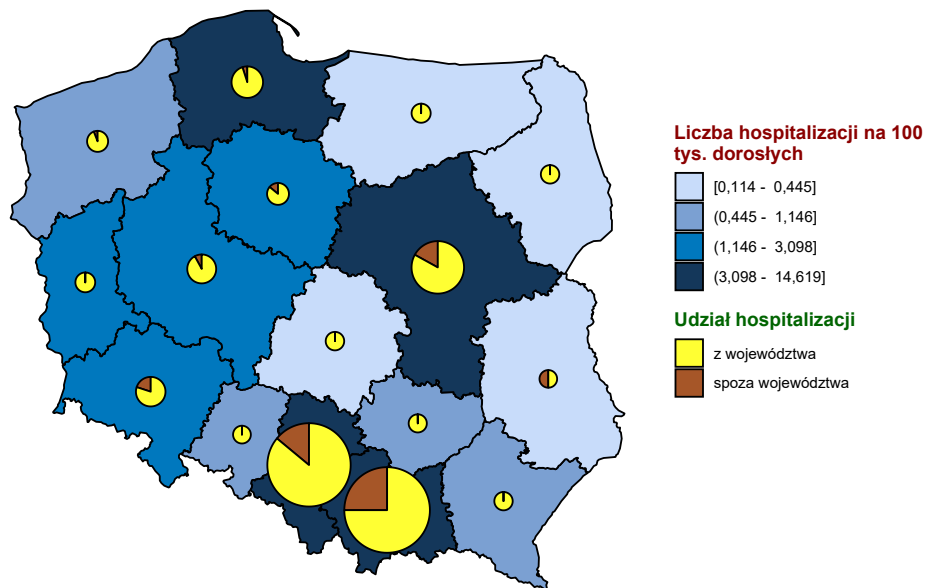 Liczba hospitalizacji na 100
tys. dorosłych
[0,114 - 0,445]
(0,445 - 1,146]
(1,146 - 3,098]
(3,098 - 14,619]
Udział hospitalizacji
z województwa
spoza województwa